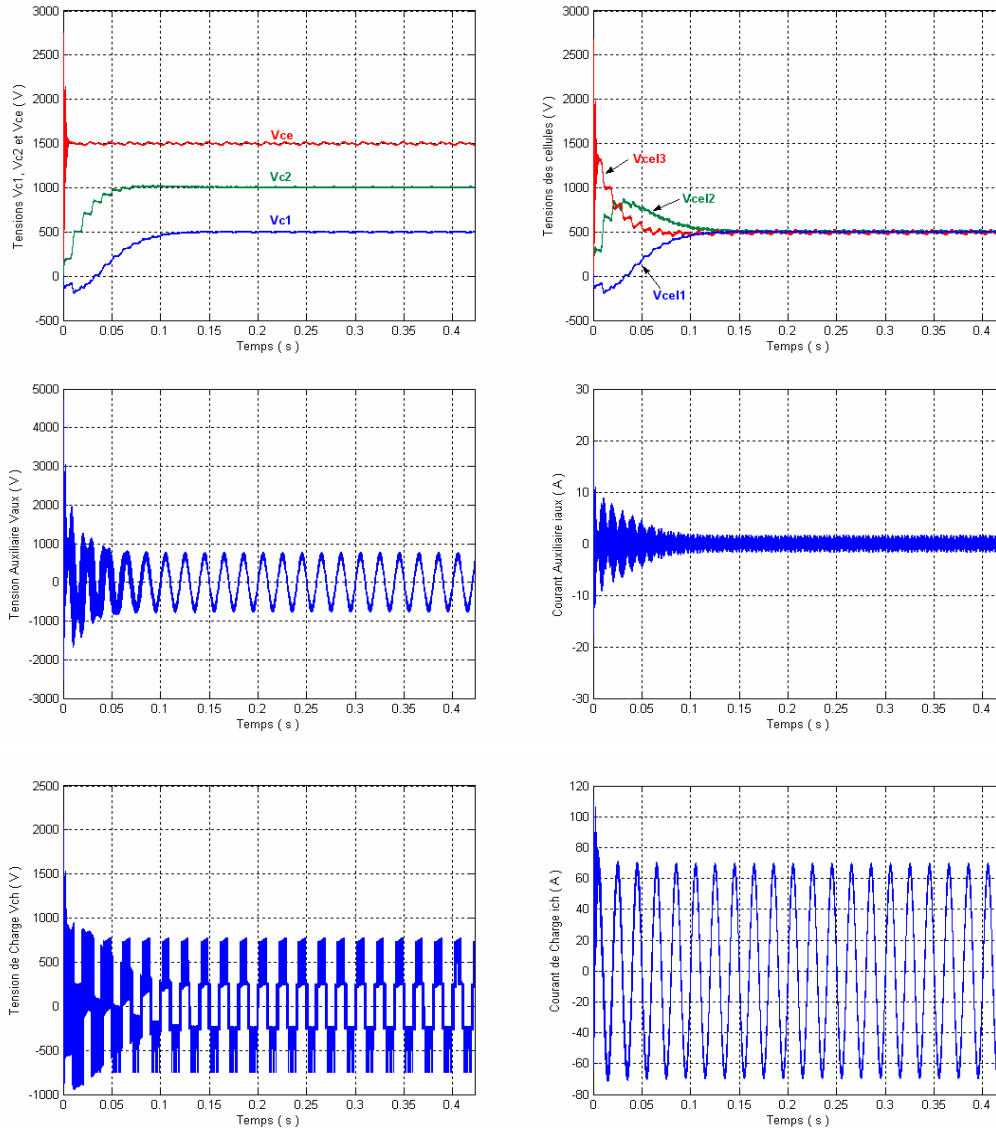 Tensions Vc1, Vc2 et Vce ( V )
3000
2500
2000
1500
1000
500
0
-500
Vce
Vc2
Vc1
0 0.05 0.1 0.15 0.2 0.25 0.3 0.35 0.4
Temps ( s )
Tensions des cellules ( V )
3000
2500
2000
1500
1000
500
0
-500
Vcel3
Vcel2
Vcel1
0 0.05 0.1 0.15 0.2 0.25 0.3 0.35 0.4
Temps ( s )
Tension Auxiliaire Vaux ( V )
5000
4000
3000
2000
1000
0
-1000
-2000
-3000
0 0.05 0.1 0.15 0.2 0.25 0.3 0.35 0.4
Temps ( s )
Courant Auxiliaire iaux ( A )
30
20
10
0
-10
-20
-30
0 0.05 0.1 0.15 0.2 0.25 0.3 0.35 0.4
Temps ( s )
Tension de Charge Vch ( V )
2500
2000
1500
1000
500
0
-500
-1000
0 0.05 0.1 0.15 0.2 0.25 0.3 0.35 0.4
Temps ( s )
Courant de Charge ich ( A )
120
100
80
60
40
20
0
-20
-40
-60
-80
0 0.05 0.1 0.15 0.2 0.25 0.3 0.35 0.4
Temps ( s )